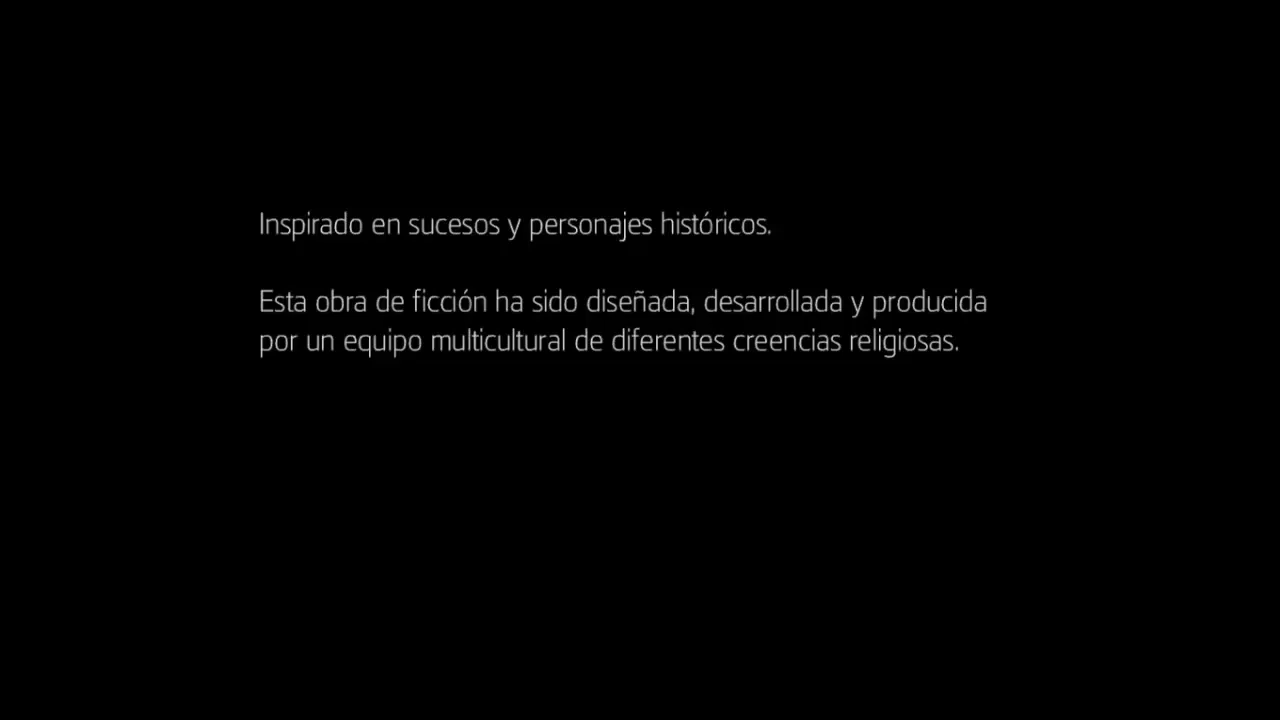 Inspirado en sucesos y personajes históricos.
Esta obra de ficción ha sido diseñada, desarrollada y producida
por un equipo multicultural de diferentes creencias religiosas.